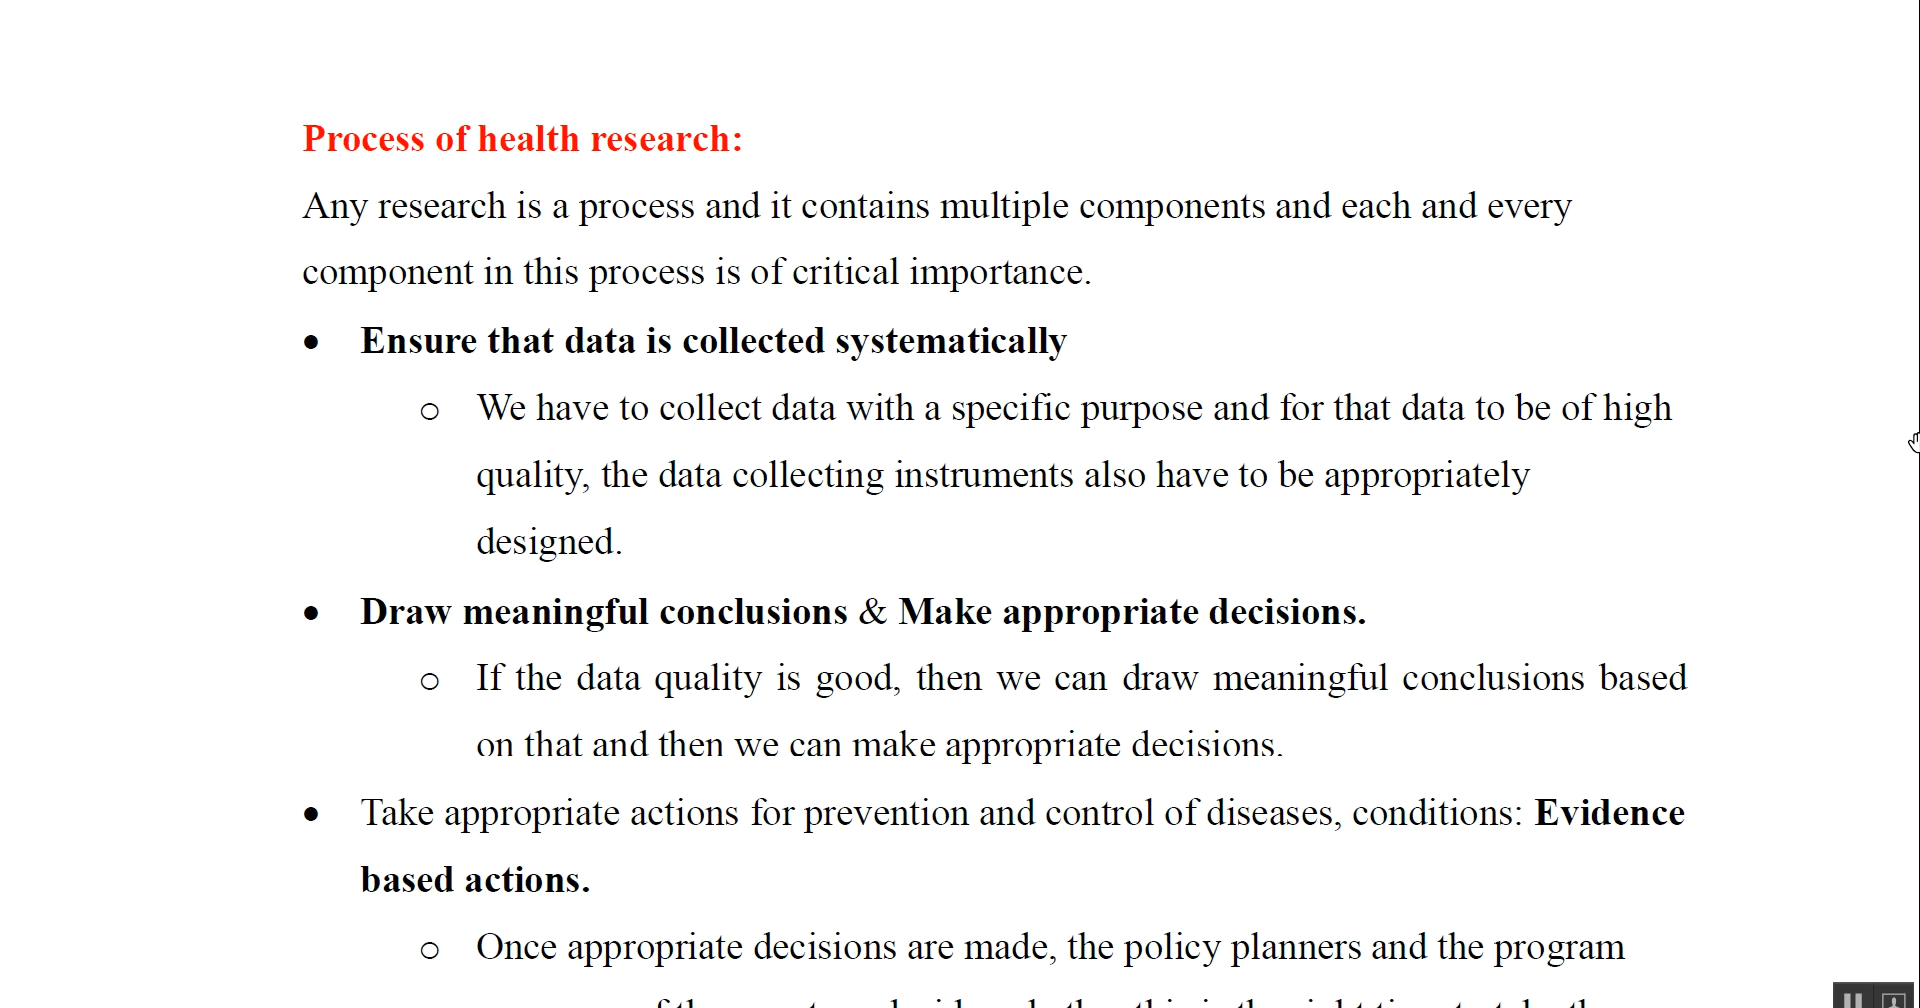 Process of health research:
Any research is a process and it contains multiple components and each and every
component in this process is of critical importance.
• Ensure that data is collected systematically
o We have to collect data with a specific purpose and for that data to be of high
quality, the data collecting instruments also have to be appropriately
designed.
• Draw meaningful conclusions & Make appropriate decisions.
o If the data quality is good, then we can draw meaningful conclusions based
on that and then we can make appropriate decisions.
• Take appropriate actions for prevention and control of diseases, conditions: Evidence
based actions.
o Once appropriate decisions are made, the policy planners and the program